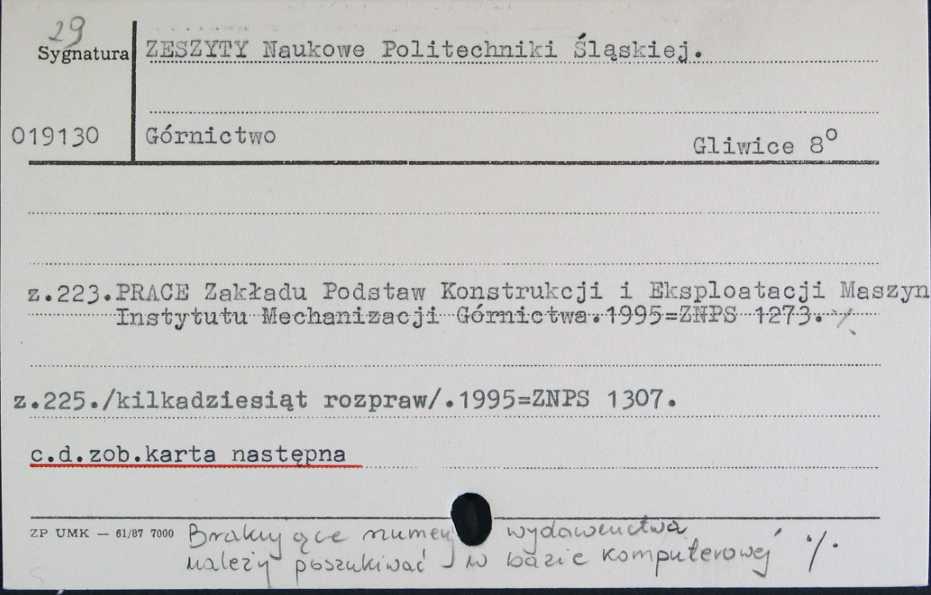 29
Sygnatura
ZESZYTY Naukowe Politechniki Śląskiej.
019130
Górnictwo
Gliwice 8°
z.223.PRACE Zakładu Podstaw Konstrukcji i Eksploatacji Maszyn
Instytutu Mechanizacji Górnictwa.1995=ZNPS 1273. ./.
z.225./kilkadziesiąt rozpraw/.1995=ZNPS 1307.
c.d.zob.karta następna
ZP UMK — 61/87 7000
Brakujące numery wydawnictwa
należy poszukiwać w bazie komputerowej ./.